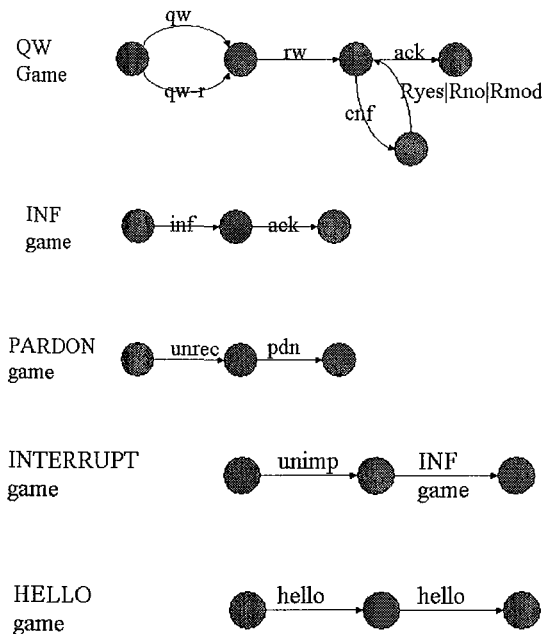 QW
Game
qw
qw-r
rw
ack
cnf
Ryes|Rno|Rmod
INF
game
inf
ack
PARDON
game
unrec
pdn
INTERRUPT
game
unimp
INF
game
HELLO
game
hello
hello